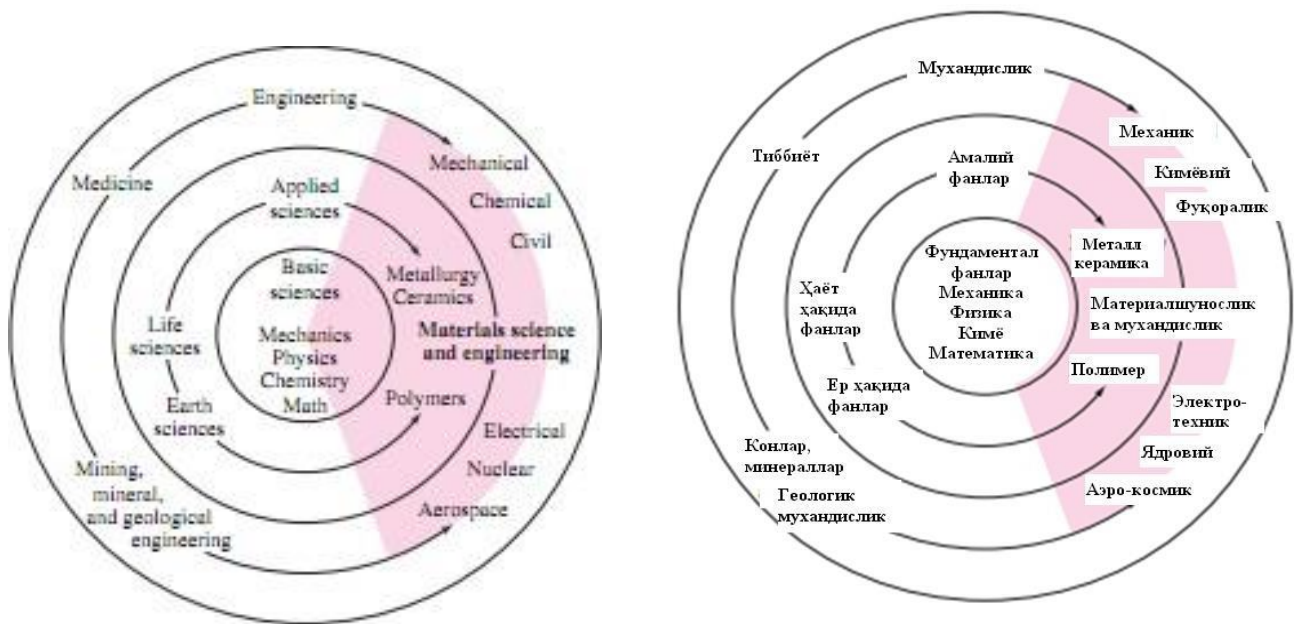 Engineering
Medicine
Mechanical
Chemical
Civil
Applied
sciences
Basic
sciences
Metallurgy
Ceramics
Life
sciences
Mechanics
Physics
Chemistry
Math
Materials science
and engineering
Earth
sciences
Polymers
Electrical
Nuclear
Aerospace
Mining,
mineral,
and geological
engineering
Мухандислик
Тиббиёт
Механик
Кимёвий
Фуқоралик
Амалий
фанлар
Фундаментал
фанлар
Механика
Физика
Кимё
Математика
Металл
керамика
Ҳаёт
ҳақида
фанлар
Материалшунослик
ва мухандислик
Ер ҳақида
фанлар
Полимер
Электро-
техник
Ядровий
Аэро-космик
Конлар,
минераллар
Геологик
мухандислик